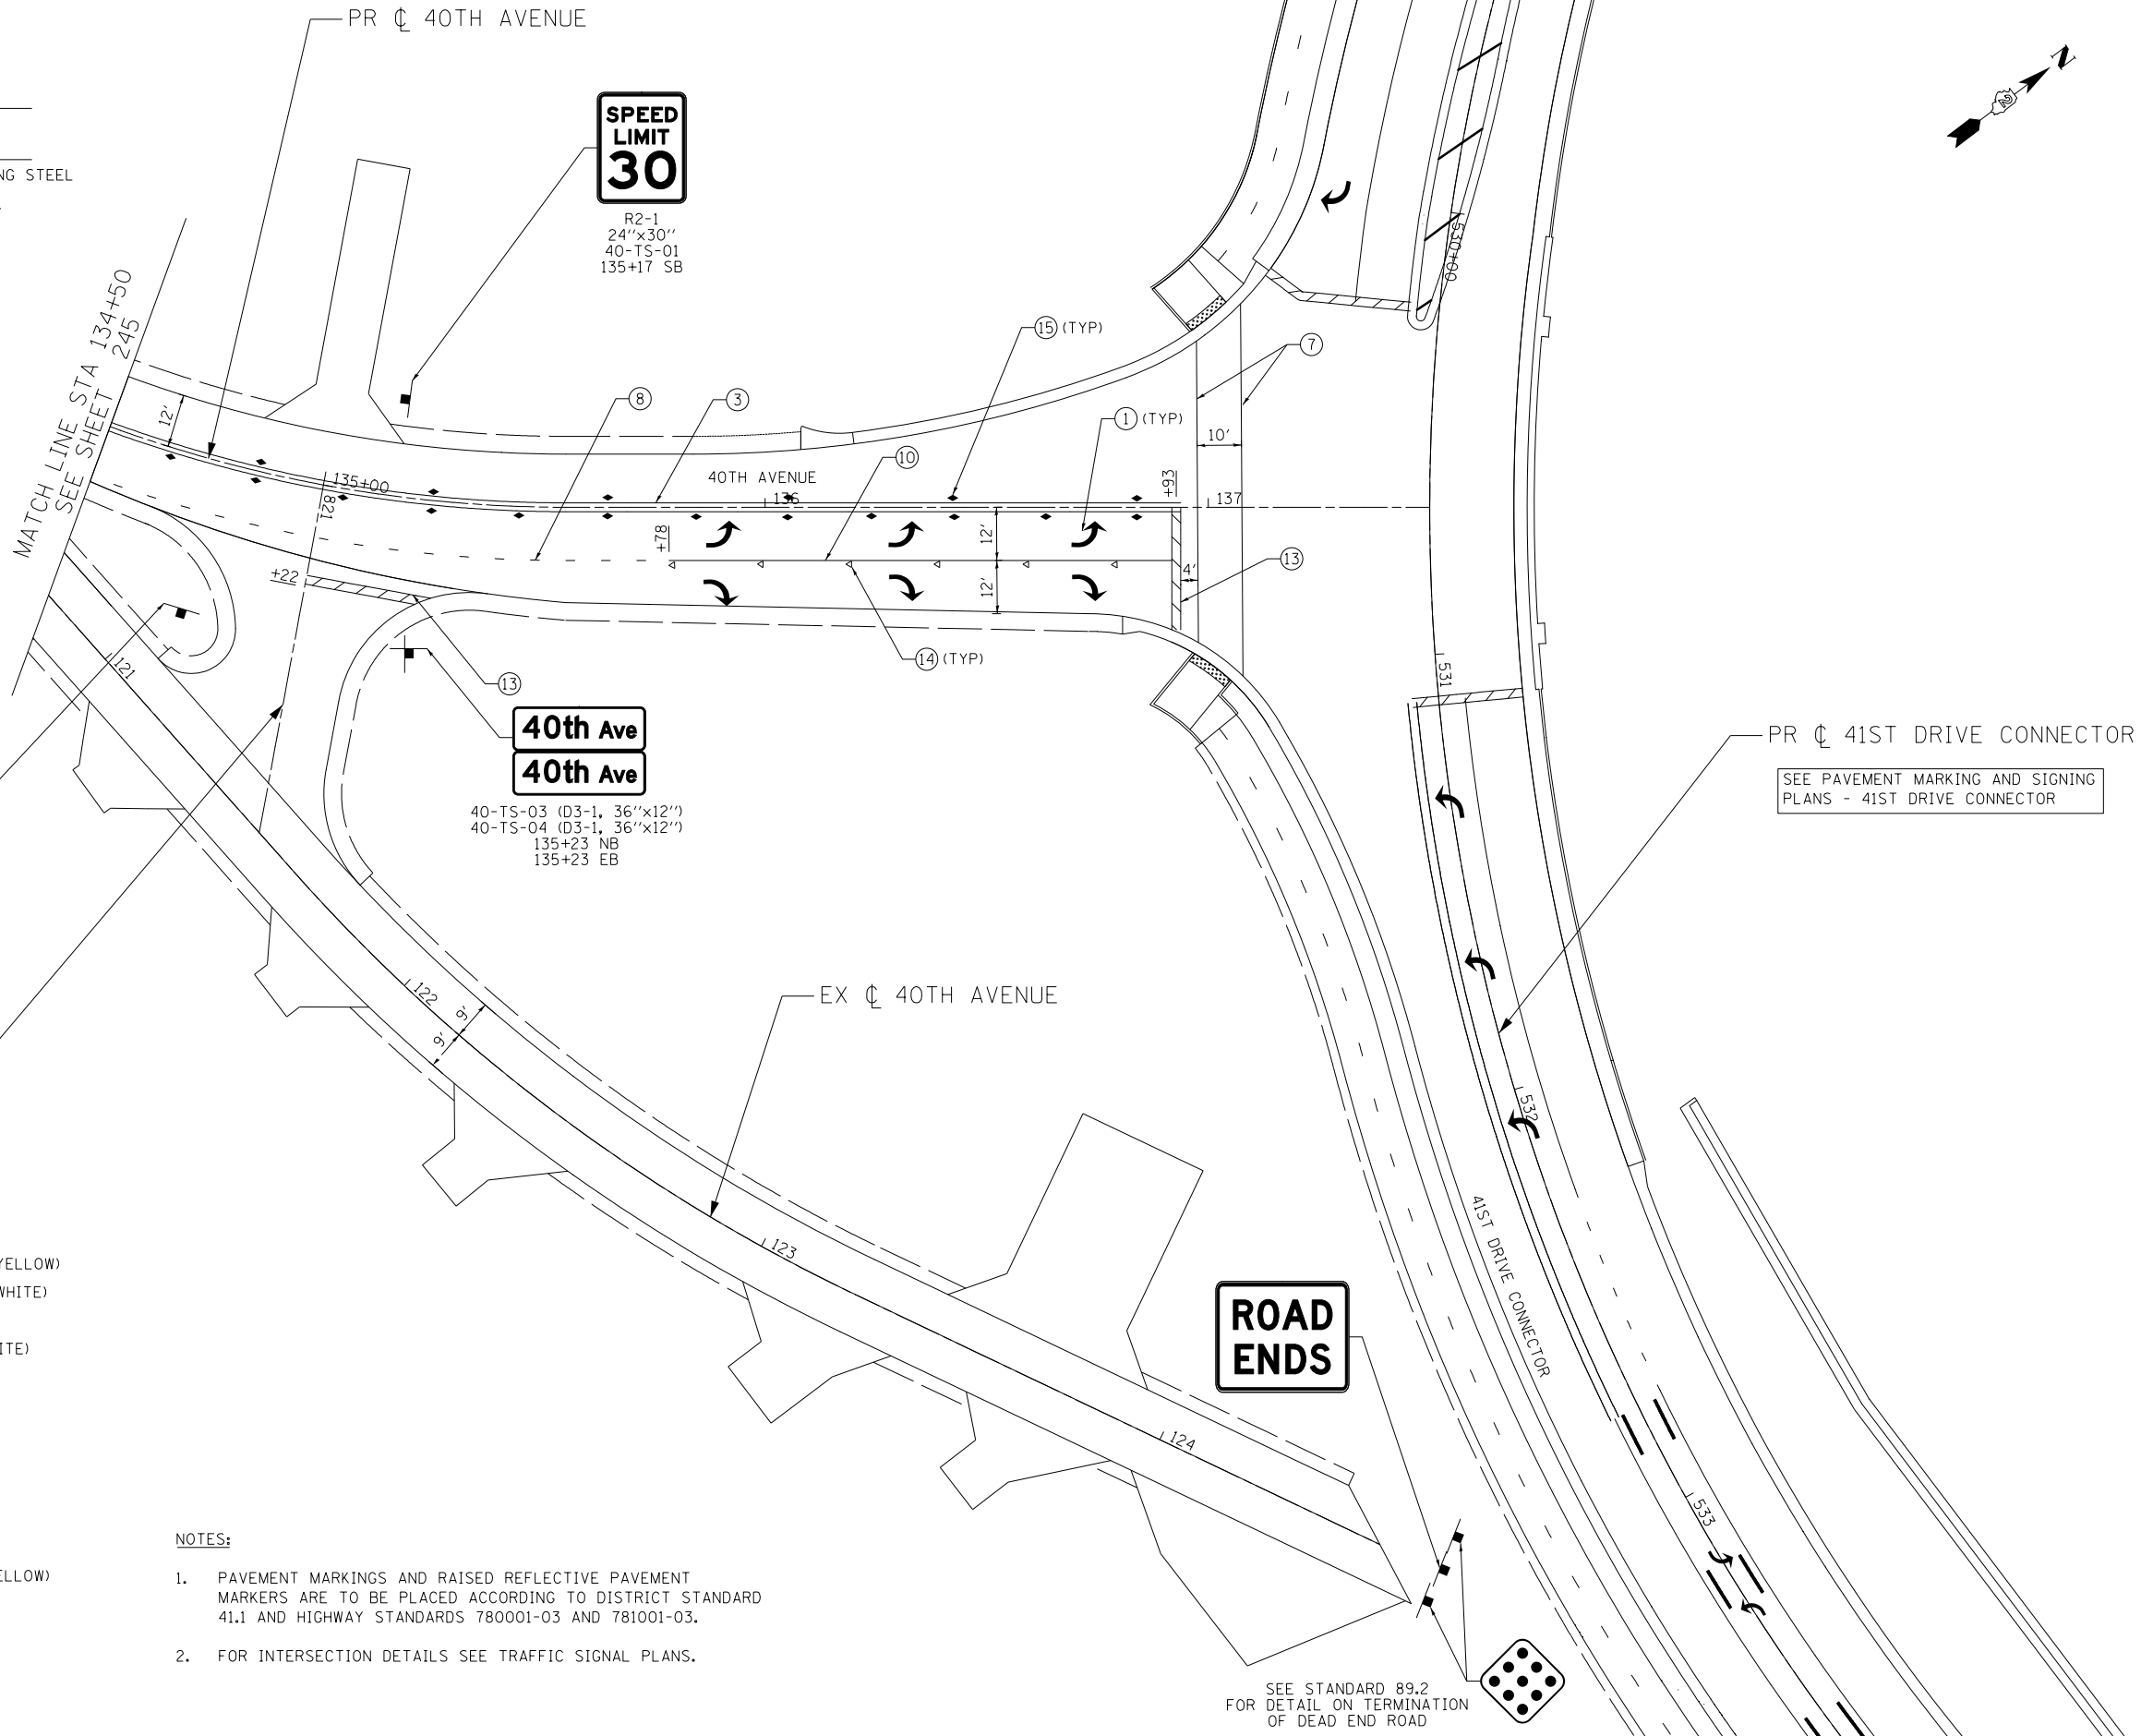 PR ℄ 40TH AVENUE
N
2
NG STEEL
SPEED
LIMIT
30
R2-1
24''x30''
40-TS-01
135+17 SB
530+00
MATCH LINE STA 134+50
SEE SHEET 245
12'
15 (TYP)
7
8
3
1 (TYP)
10'
10
40TH AVENUE
+93
135+00
136
137
821
+78
12'
12'
4'
13
+22
14 (TYP)
13
121
531
40th Ave
40th Ave
40-TS-03 (D3-1, 36''x12'')
40-TS-04 (D3-1, 36''x12'')
135+23 NB
135+23 EB
PR ℄ 41ST DRIVE CONNECTOR
SEE PAVEMENT MARKING AND SIGNING
PLANS - 41ST DRIVE CONNECTOR
122
9'
9'
EX ℄ 40TH AVENUE
532
123
41ST DRIVE CONNECTOR
YELLOW)
WHITE)
ITE)
ROAD
ENDS
124
533
ELLOW)
NOTES:
1. PAVEMENT MARKINGS AND RAISED REFLECTIVE PAVEMENT
MARKERS ARE TO BE PLACED ACCORDING TO DISTRICT STANDARD
41.1 AND HIGHWAY STANDARDS 780001-03 AND 781001-03.
2. FOR INTERSECTION DETAILS SEE TRAFFIC SIGNAL PLANS.
SEE STANDARD 89.2
FOR DETAIL ON TERMINATION
OF DEAD END ROAD